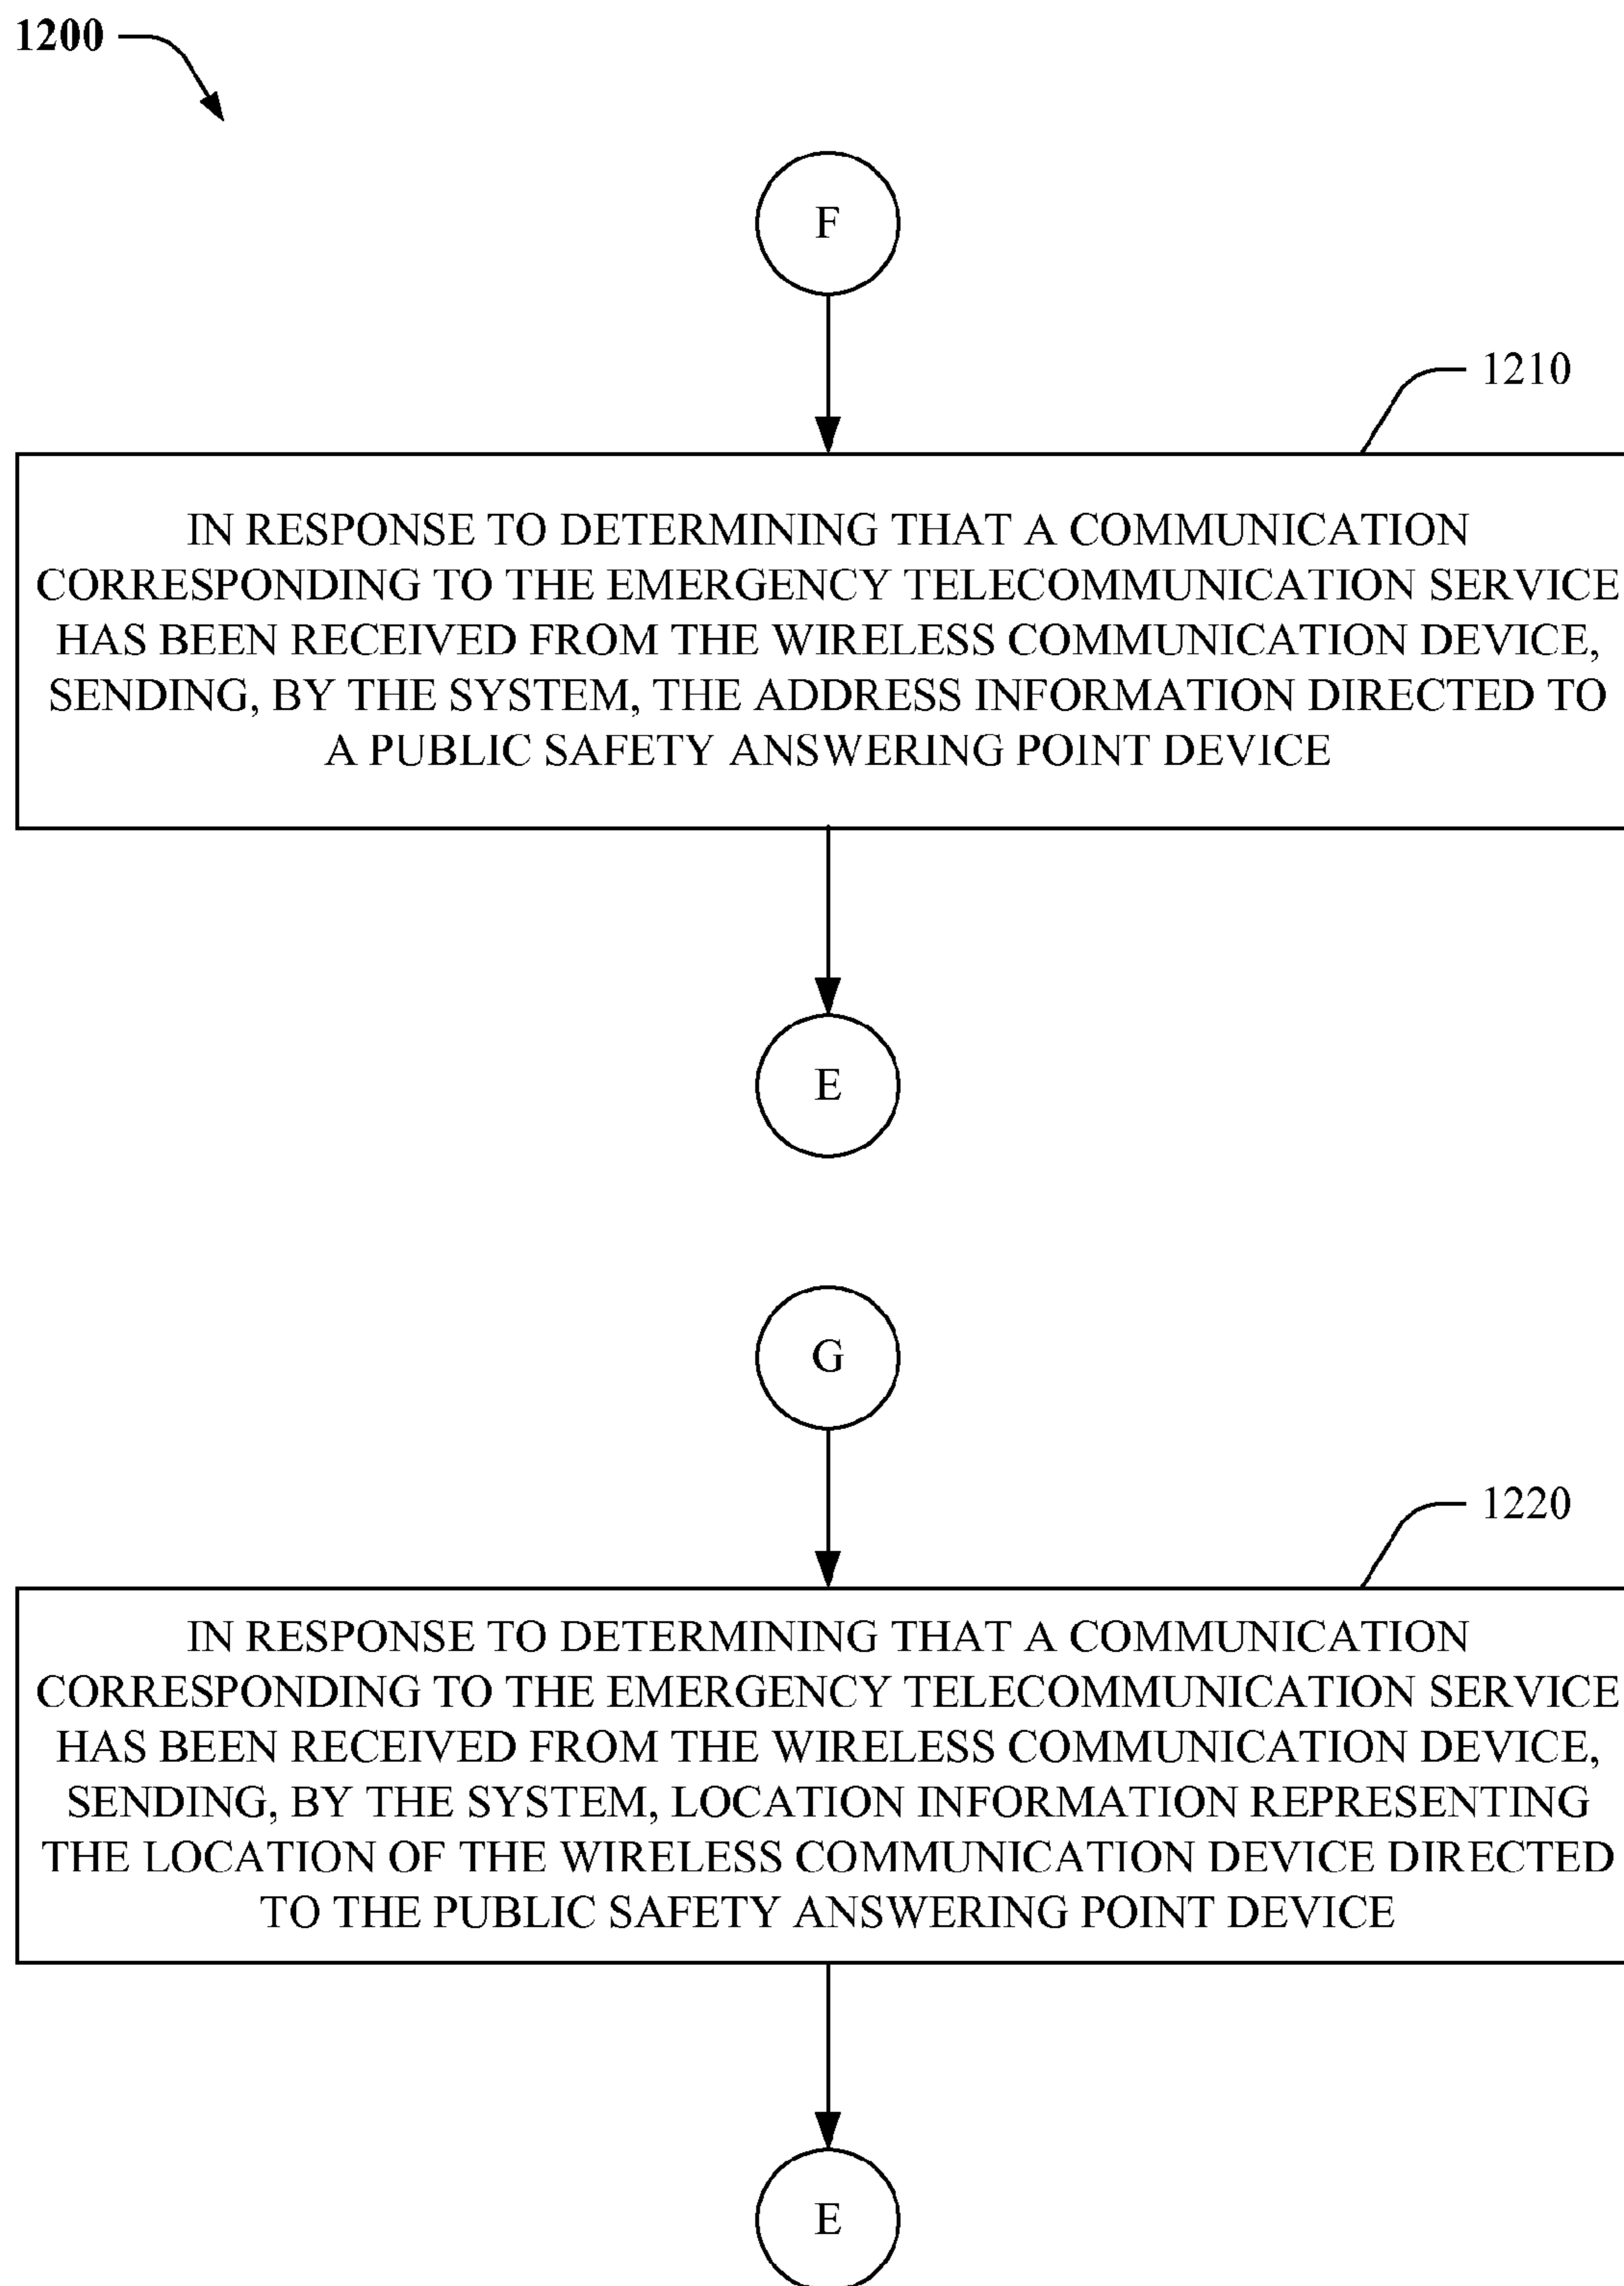 1200
F
1210
IN RESPONSE TO DETERMINING THAT A COMMUNICATION
CORRESPONDING TO THE EMERGENCY TELECOMMUNICATION SERVICE
HAS BEEN RECEIVED FROM THE WIRELESS COMMUNICATION DEVICE,
SENDING, BY THE SYSTEM, THE ADDRESS INFORMATION DIRECTED TO
A PUBLIC SAFETY ANSWERING POINT DEVICE
E
G
1220
IN RESPONSE TO DETERMINING THAT A COMMUNICATION
CORRESPONDING TO THE EMERGENCY TELECOMMUNICATION SERVICE
HAS BEEN RECEIVED FROM THE WIRELESS COMMUNICATION DEVICE,
SENDING, BY THE SYSTEM, LOCATION INFORMATION REPRESENTING
THE LOCATION OF THE WIRELESS COMMUNICATION DEVICE DIRECTED
TO THE PUBLIC SAFETY ANSWERING POINT DEVICE
E